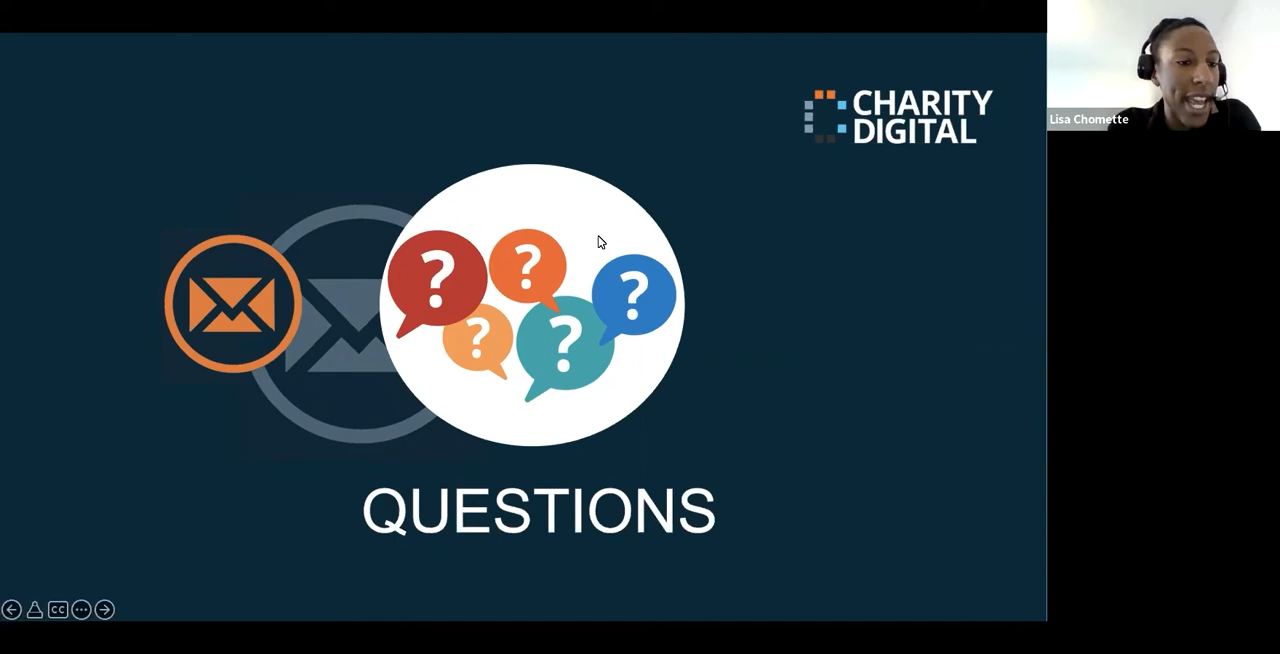 CHARITY
DIGITAL
Lisa Chomette
? ? ? ? ?
QUESTIONS
CC